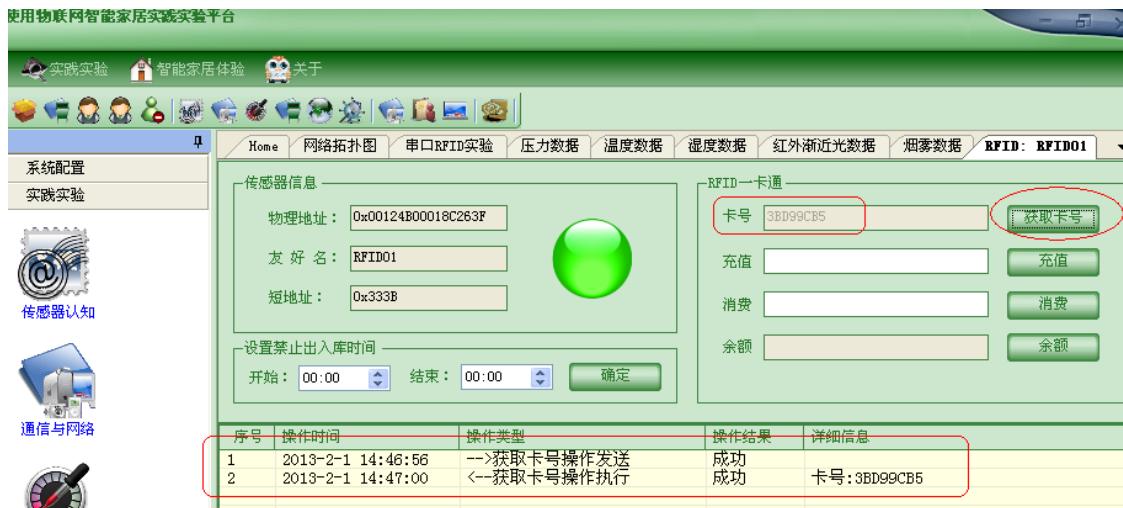 使用物联网智能家居实践实验平台
实践实验 智能家居体验 关于
Home 网络拓扑图 串口RFID实验 压力数据 温度数据 湿度数据 红外渐近光数据 烟雾数据 RFID: RFID01
系统配置
实践实验
传感器认知
通信与网络
传感器信息
物理地址: 0x00124B00018C263F
友 好 名: RFID01
短地址: 0x333B
设置禁止出入库时间
开始: 00:00 结束: 00:00 确定
RFID一卡通
卡号 3BD99CB5 获取卡号
充值 充值
消费 消费
余额 余额
序号 操作时间 操作类型 操作结果 详细信息
1 2013-2-1 14:46:56 -->获取卡号操作发送 成功
2 2013-2-1 14:47:00 <--获取卡号操作执行 成功 卡号:3BD99CB5